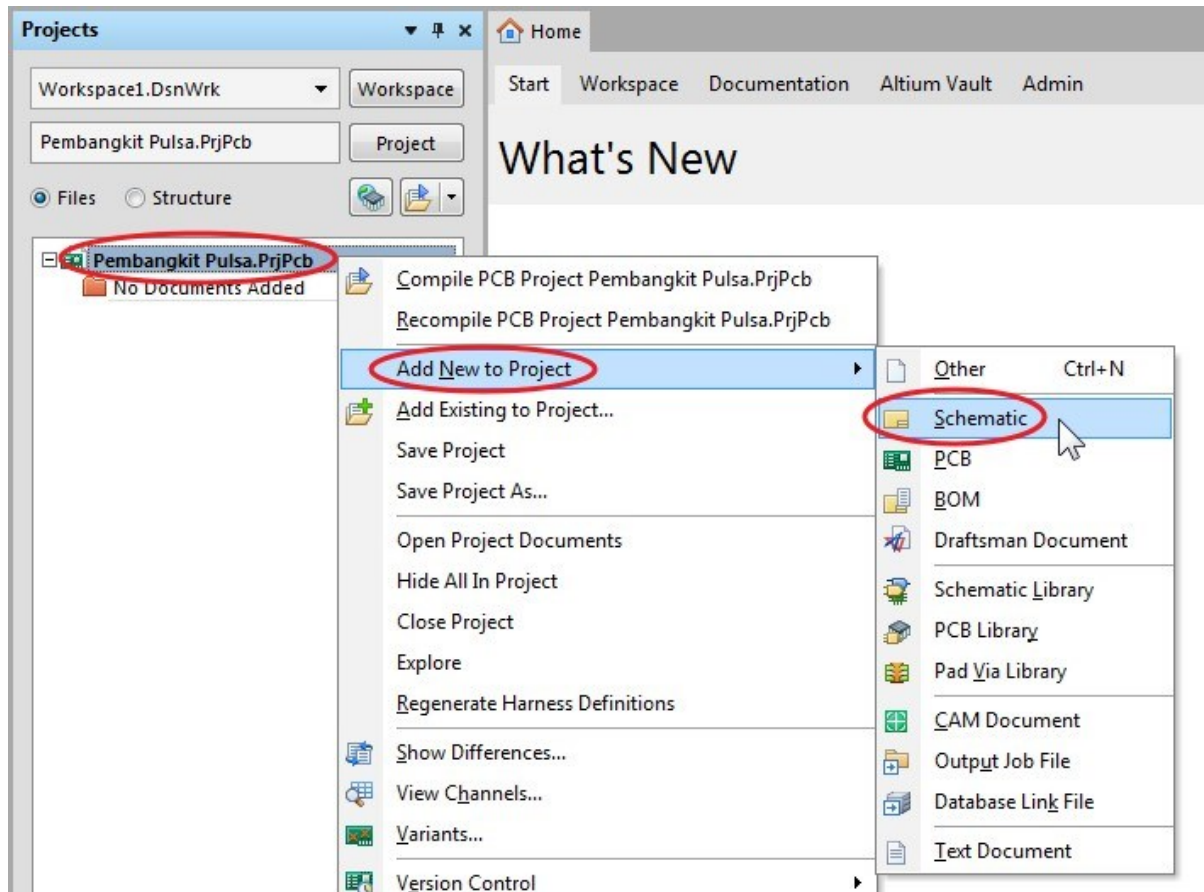 Projects
Workspace1.DsnWrk
Workspace
Pembangkit Pulsa.PrjPcb
Project
Files
Structure
Pembangkit Pulsa.PrjPcb
No Documents Added
Home
Start
Workspace
Documentation
Altium Vault
Admin
What's New
Compile PCB Project Pembangkit Pulsa.PrjPcb
Recompile PCB Project Pembangkit Pulsa.PrjPcb
Add New to Project
Add Existing to Project...
Save Project
Save Project As...
Open Project Documents
Hide All In Project
Close Project
Explore
Regenerate Harness Definitions
Show Differences...
View Channels...
Variants...
Version Control
Other Ctrl+N
Schematic
PCB
BOM
Draftsman Document
Schematic Library
PCB Library
Pad Via Library
CAM Document
Output Job File
Database Link File
Text Document